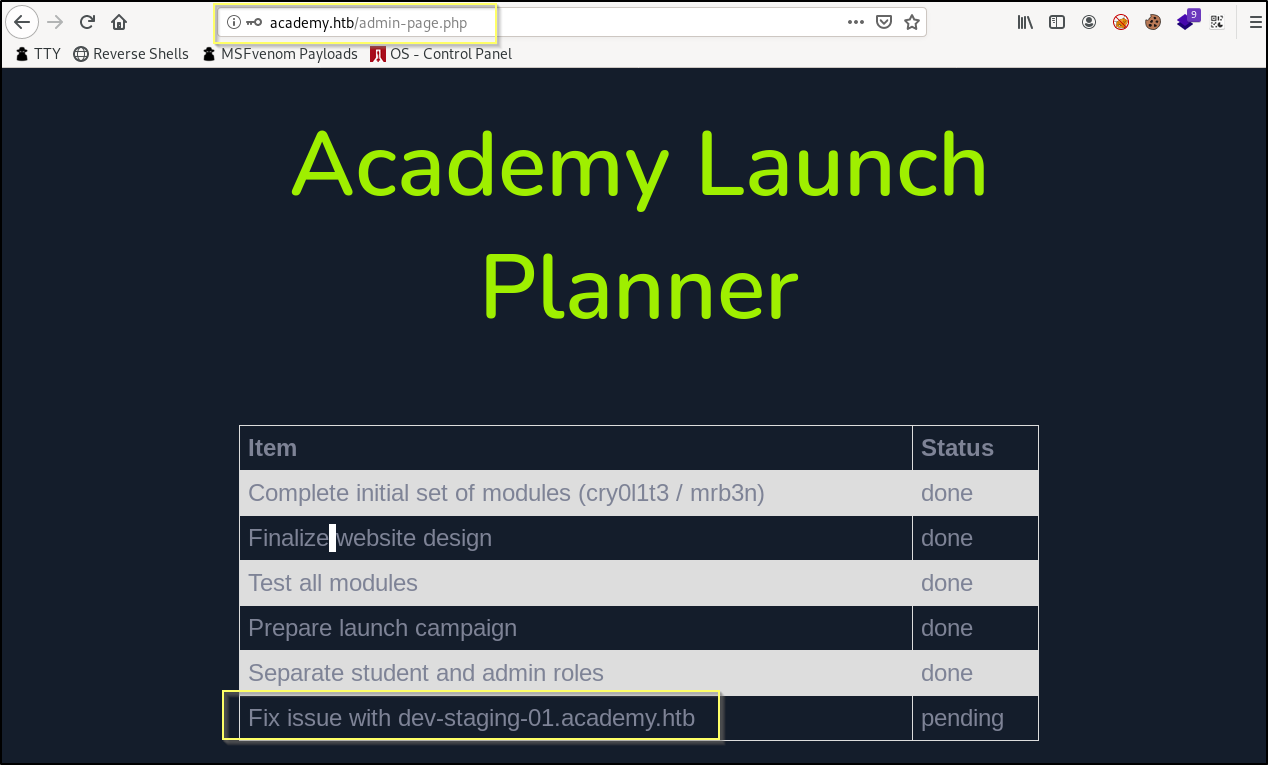 academy.htb/admin-page.php
9
TTY Reverse Shells MSFvenom Payloads OS - Control Panel
Academy Launch
Planner
Item Status
Complete initial set of modules (cry0l1t3 / mrb3n) done
Finalize website design done
Test all modules done
Prepare launch campaign done
Separate student and admin roles done
Fix issue with dev-staging-01.academy.htb pending